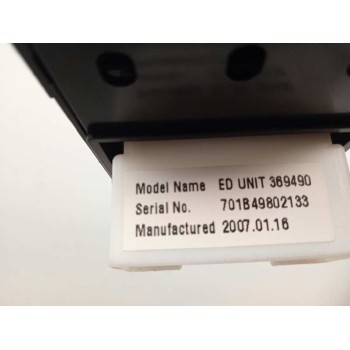 Model Name ED UNIT 369490
Serial No. 701B49802133
Manufactured 2007.01.16